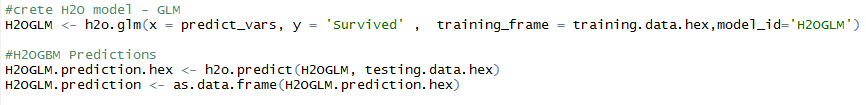 #crete H2O model - GLM
H2OGLM <- h2o.glm(x = predict_vars, y = 'Survived' ,  training_frame = training.data.hex,model_id='H2OGLM')
#H2OGBM Predictions
H2OGLM.prediction.hex <- h2o.predict(H2OGLM, testing.data.hex)
H2OGLM.prediction <- as.data.frame(H2OGLM.prediction.hex)